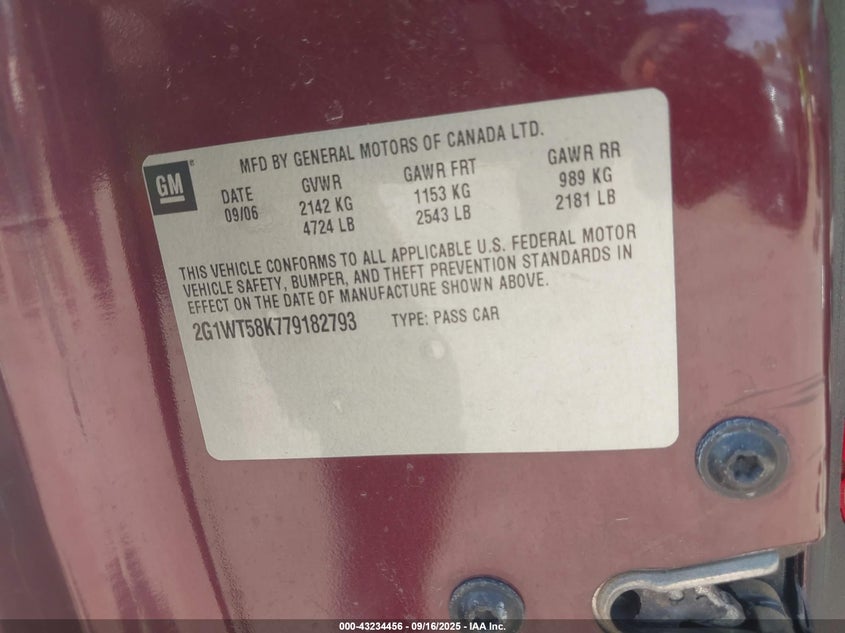 GM
MFD BY GENERAL MOTORS OF CANADA LTD.
DATE GVWR GAWR FRT GAWR RR
09/06 2142 KG 1153 KG 989 KG
4724 LB 2543 LB 2181 LB
THIS VEHICLE CONFORMS TO ALL APPLICABLE U.S. FEDERAL MOTOR
VEHICLE SAFETY, BUMPER, AND THEFT PREVENTION STANDARDS IN
EFFECT ON THE DATE OF MANUFACTURE SHOWN ABOVE.
2G1WT58K779182793 TYPE: PASS CAR
000-43234456 - 09/16/2025 - IAA Inc.